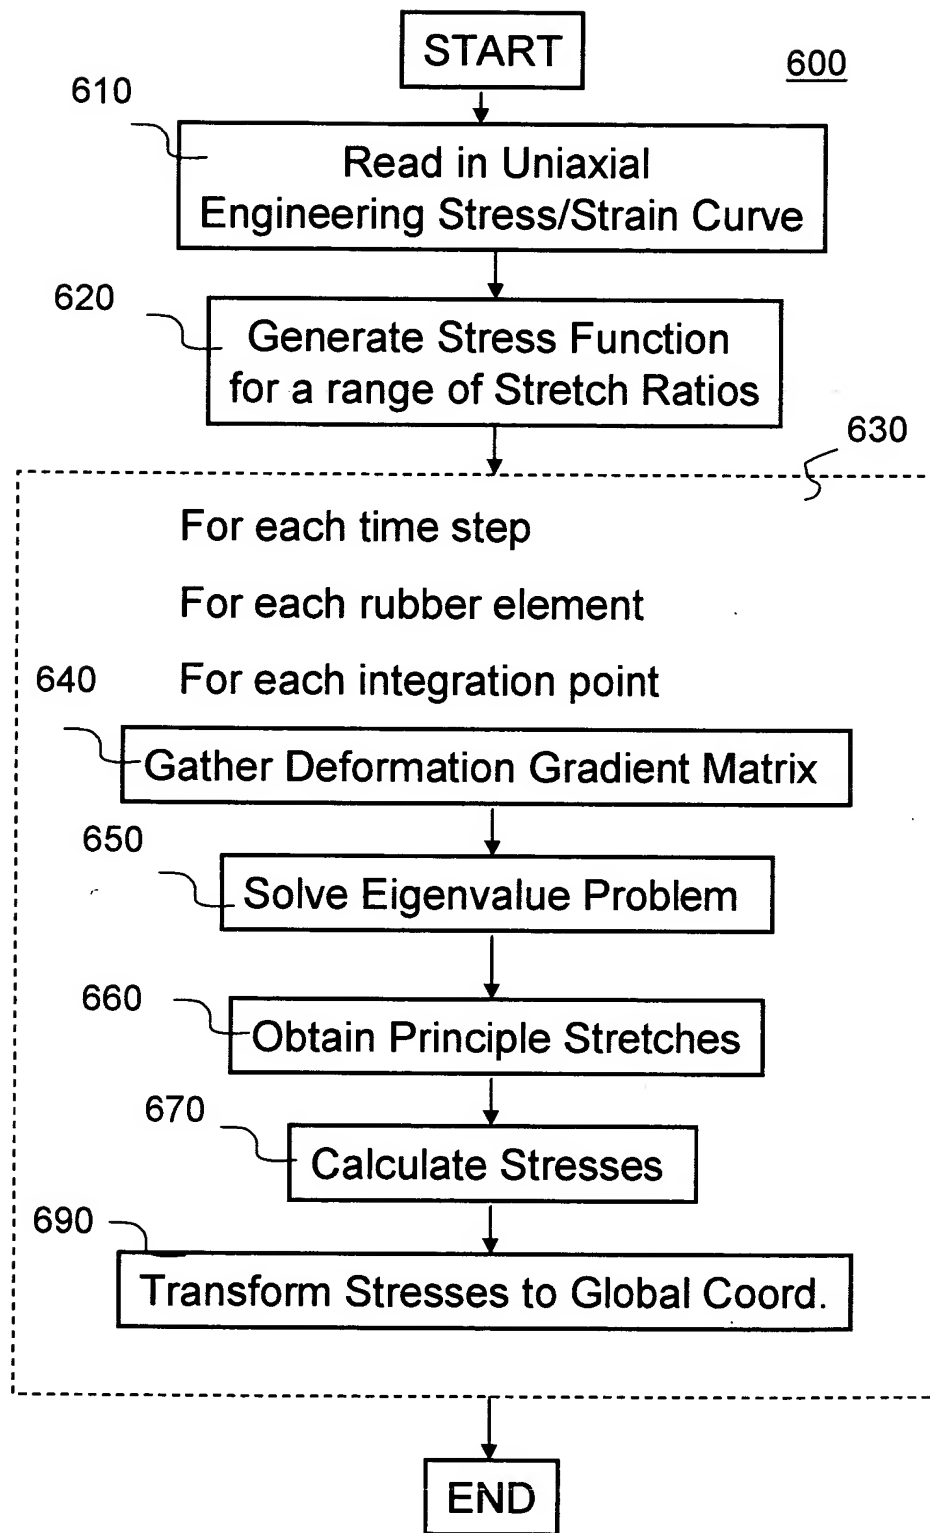 START
600
610
Read in Uniaxial
Engineering Stress/Strain Curve
620
Generate Stress Function
for a range of Stretch Ratios
630
For each time step
For each rubber element
For each integration point
640
Gather Deformation Gradient Matrix
650
Solve Eigenvalue Problem
660
Obtain Principle Stretches
670
Calculate Stresses
690
Transform Stresses to Global Coord.
END